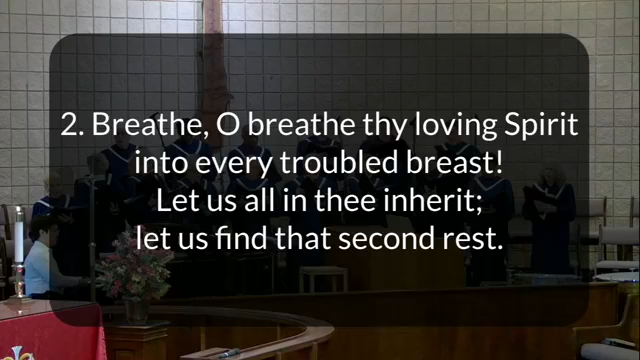 2. Breathe, O breathe thy loving Spirit
into every troubled breast!
Let us all in thee inherit;
let us find that second rest.